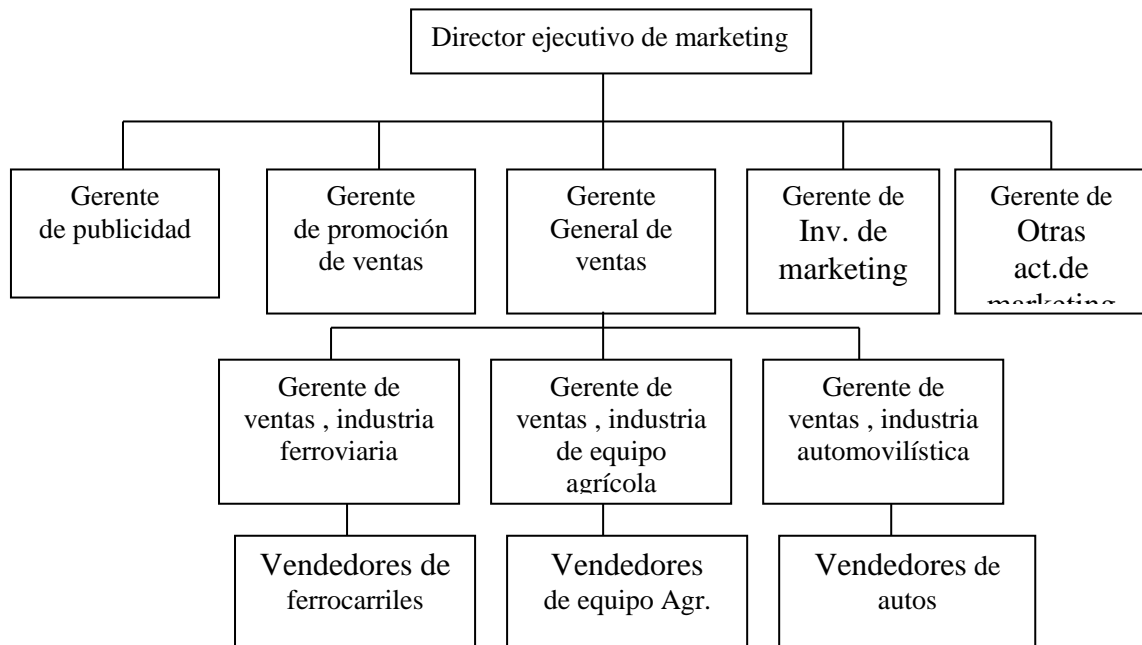 Director ejecutivo de marketing
Gerente
de publicidad
Gerente
de promoción
de ventas
Gerente
General de
ventas
Gerente de
Inv. de
marketing
Gerente de
Otras
act.de
marketing
Gerente de
ventas , industria
ferroviaria
Gerente de
ventas , industria
de equipo
agrícola
Gerente de
ventas , industria
automovilística
Vendedores de
ferrocarriles
Vendedores
de equipo Agr.
Vendedores de
autos